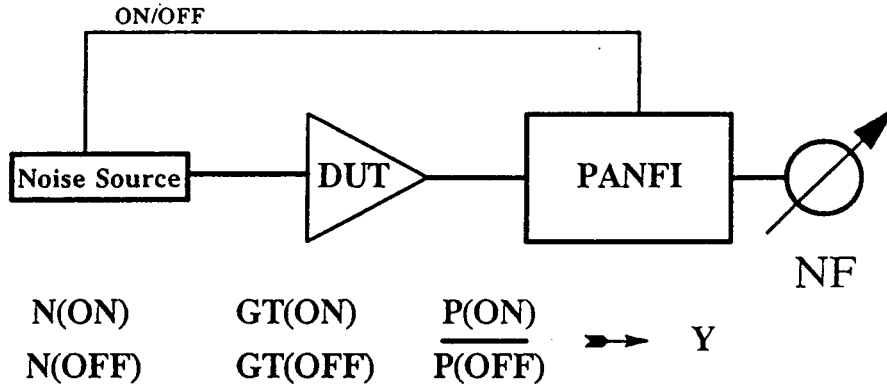 ON/OFF
Noise Source
DUT
PANFI
NF
N(ON) GT(ON) P(ON)
Y
N(OFF) GT(OFF) P(OFF)